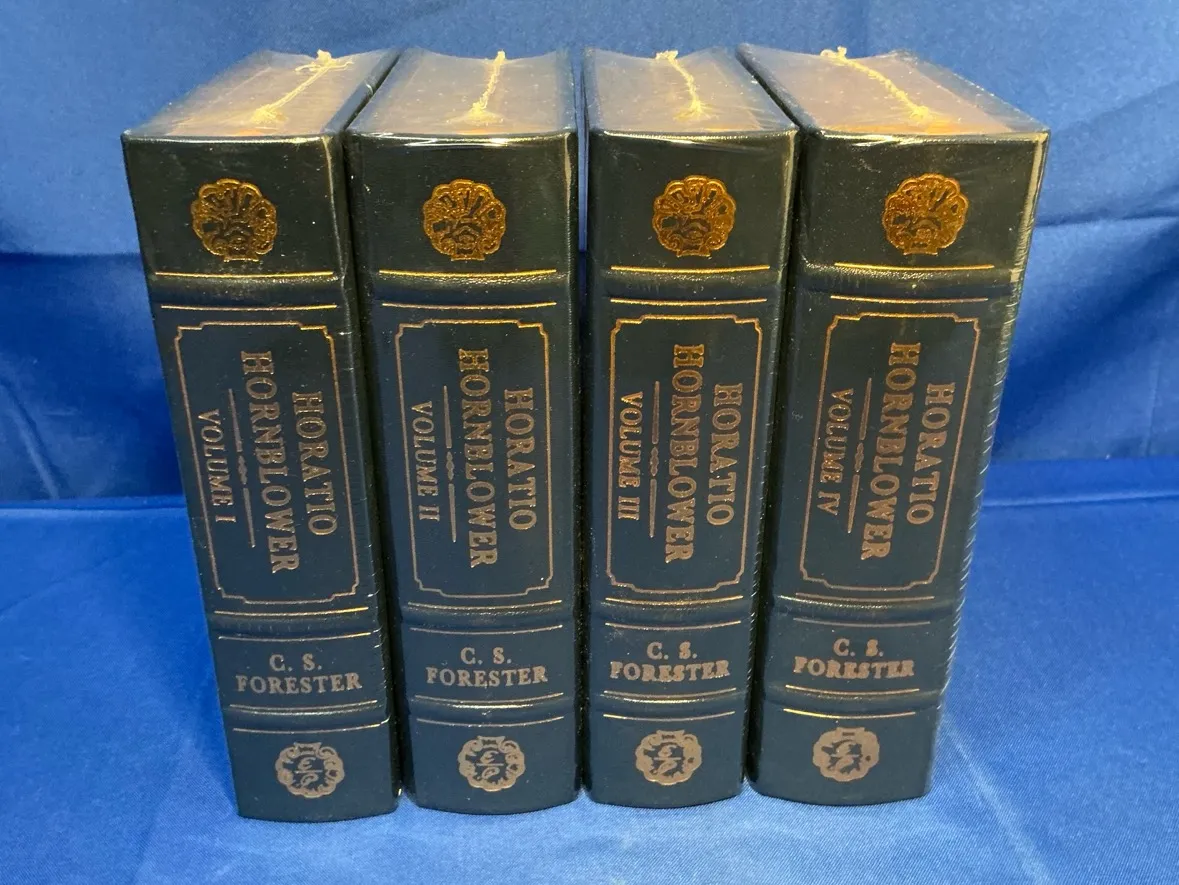 HORATIO
HORNBLOWER
VOLUME I
C. S.
FORESTER
HORATIO
HORNBLOWER
VOLUME II
C. S.
FORESTER
HORATIO
HORNBLOWER
VOLUME III
C. S.
FORESTER
HORATIO
HORNBLOWER
VOLUME IV
C. S.
FORESTER